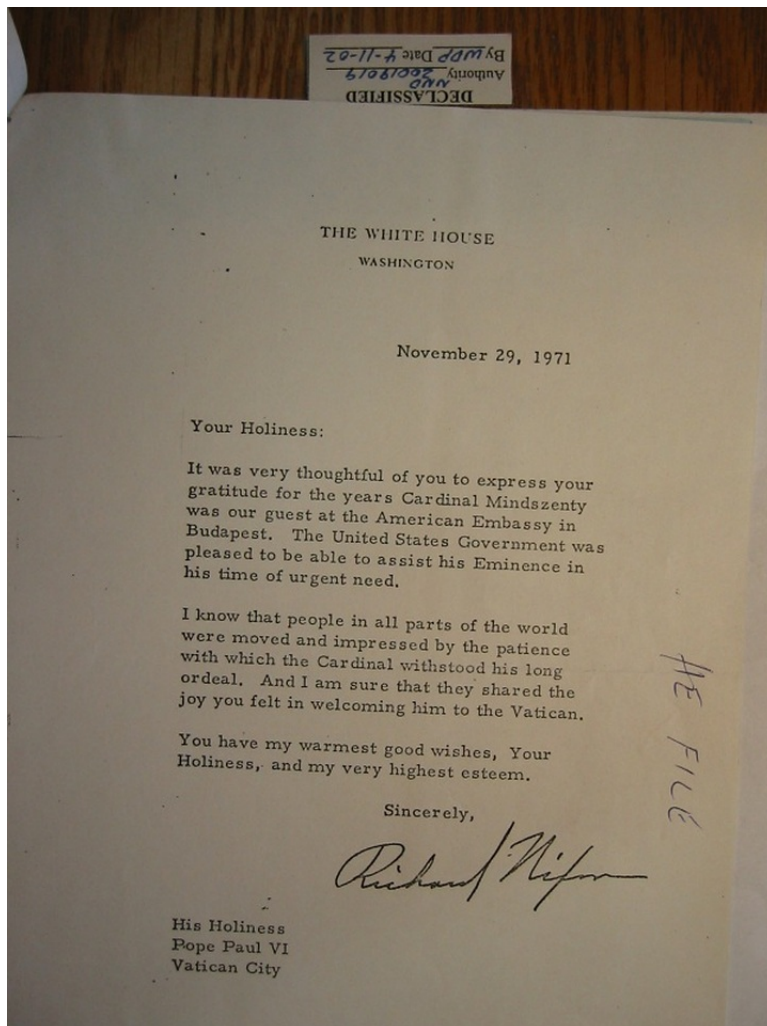 DECLASSIFIED
Authority NND 20019019
By WDP Date 4-11-02
THE WHITE HOUSE
WASHINGTON
November 29, 1971
Your Holiness:
It was very thoughtful of you to express your
gratitude for the years Cardinal Mindszenty
was our guest at the American Embassy in
Budapest. The United States Government was
pleased to be able to assist his Eminence in
his time of urgent need.
I know that people in all parts of the world
were moved and impressed by the patience
with which the Cardinal withstood his long
ordeal. And I am sure that they shared the
joy you felt in welcoming him to the Vatican.
You have my warmest good wishes, Your
Holiness, and my very highest esteem.
Sincerely,
Richard Nixon
His Holiness
Pope Paul VI
Vatican City
HE FILE